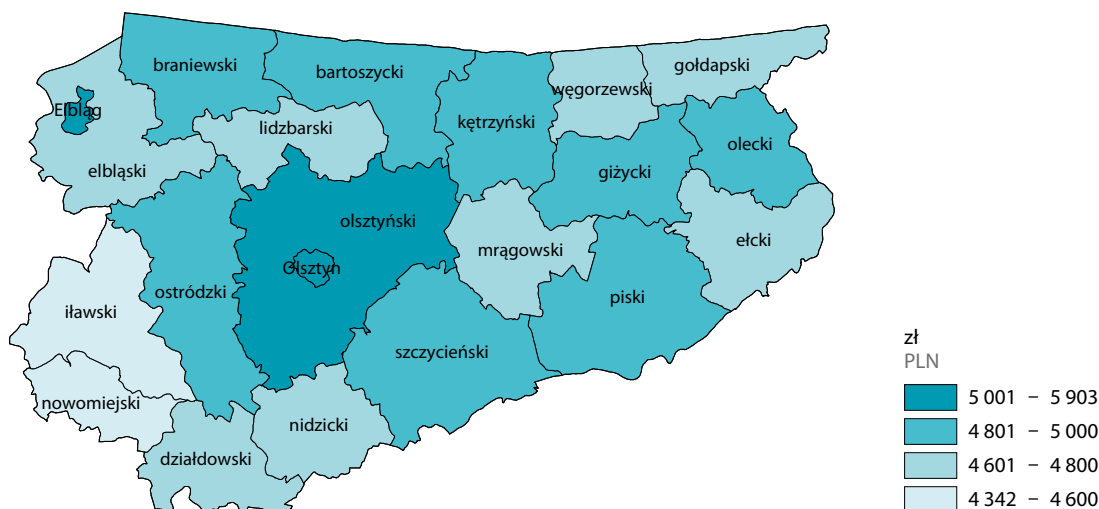 gołdapski
braniewski
bartoszycki
węgorzewski
Elbląg
kętrzyński
lidzbarski
olecki
elbląski
giżycki
olsztyński
ełcki
mrągowski
Olsztyn
ostródzki
piski
iławski
szczycieński
nowomiejski
nidzicki
działdowski
zł
PLN
5 001 – 5 903
4 801 – 5 000
4 601 – 4 800
4 342 – 4 600